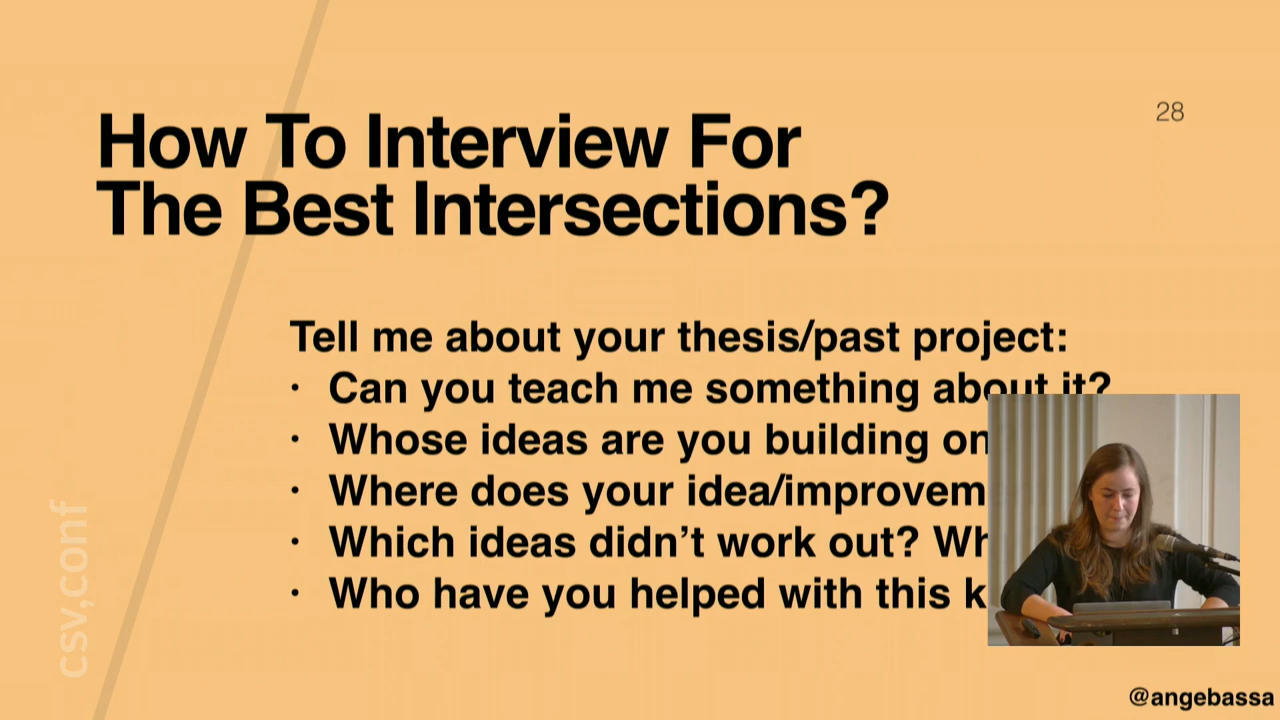 28
How To Interview For
The Best Intersections?
Tell me about your thesis/past project:
· Can you teach me something about it?
· Whose ideas are you building on
· Where does your idea/improvem
· Which ideas didn’t work out? Wh
· Who have you helped with this k
csv,conf
@angebassa